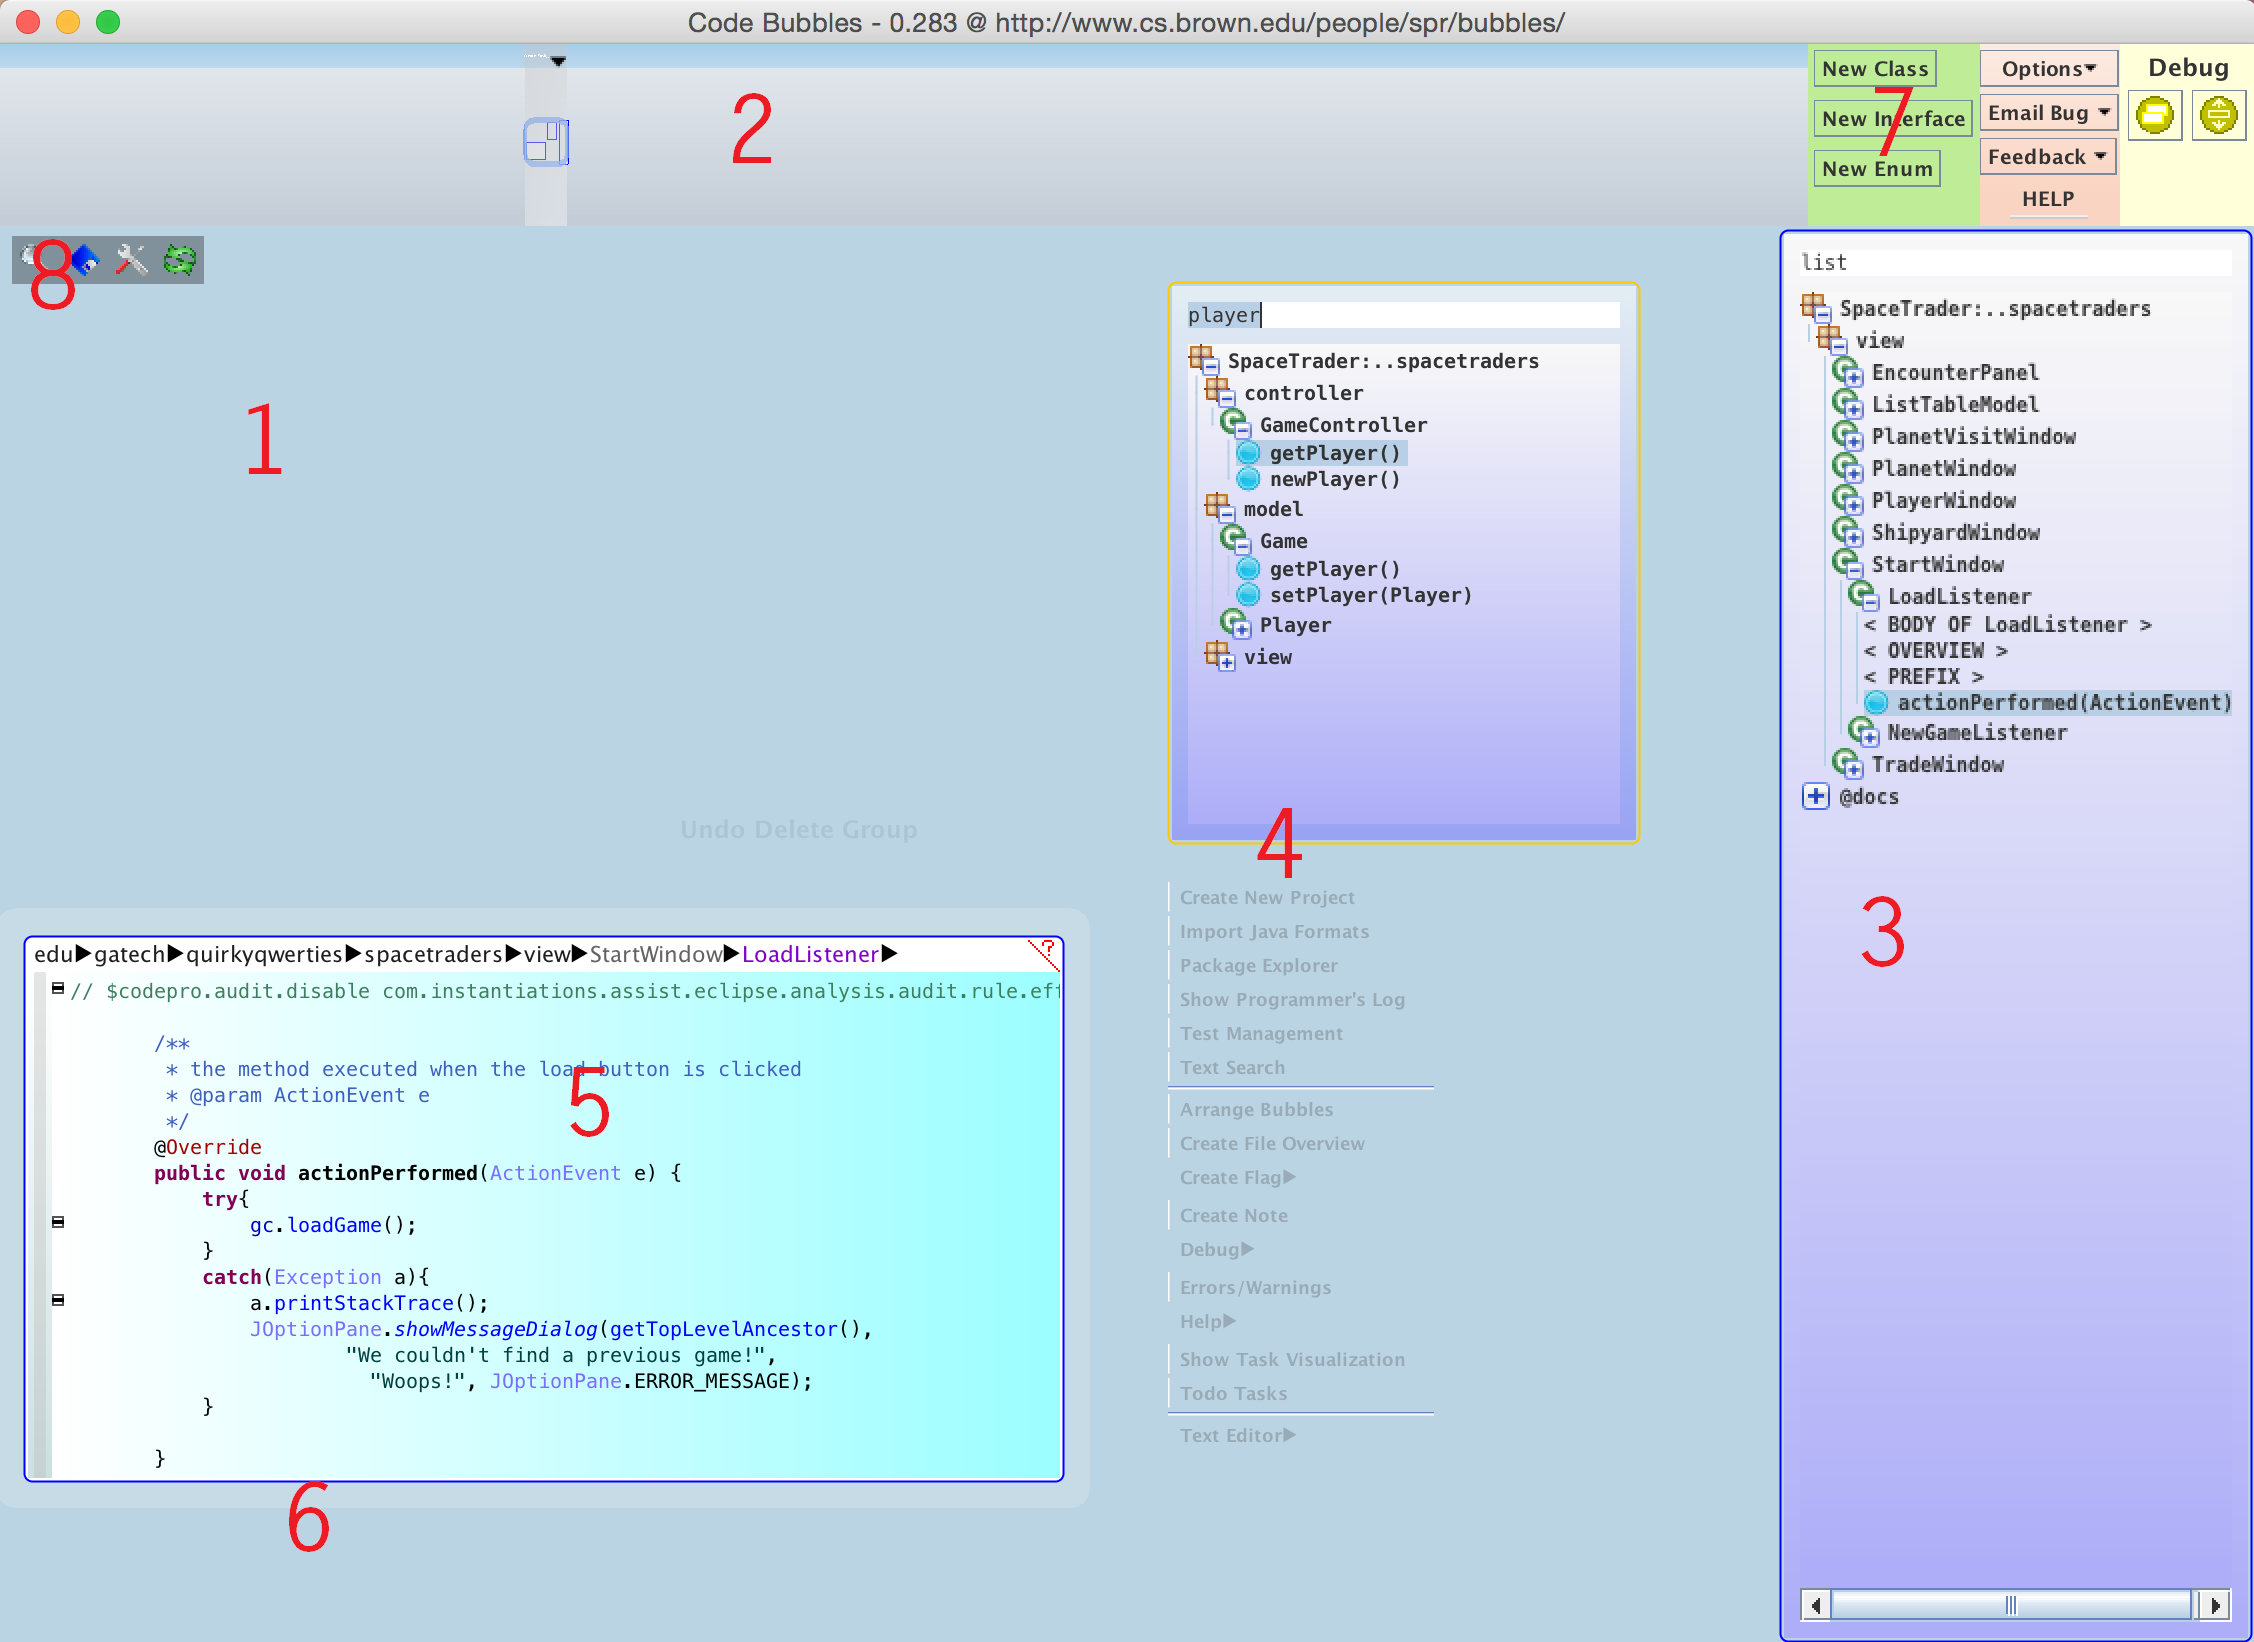 Code Bubbles - 0.283 @ http://www.cs.brown.edu/people/spr/bubbles/
2
New Class
New Interface
New Enum
7
Options
Email Bug
Feedback
HELP
Debug
8
1
player
SpaceTrader:..spacetraders
controller
GameController
getPlayer()
newPlayer()
model
Game
getPlayer()
setPlayer(Player)
Player
view
4
list
SpaceTrader:..spacetraders
view
EncounterPanel
ListTableModel
PlanetVisitWindow
PlanetWindow
PlayerWindow
ShipyardWindow
StartWindow
LoadListener
< BODY OF LoadListener >
< OVERVIEW >
< PREFIX >
actionPerformed(ActionEvent)
NewGameListener
TradeWindow
@docs
3
Undo Delete Group
Create New Project
Import Java Formats
Package Explorer
Show Programmer's Log
Test Management
Text Search
Arrange Bubbles
Create File Overview
Create Flag▶
Create Note
Debug▶
Errors/Warnings
Help▶
Show Task Visualization
Todo Tasks
Text Editor▶
edu▶gatech▶quirkyqwerties▶spacetraders▶view▶StartWindow▶LoadListener▶
?
// $codepro.audit.disable com.instantiations.assist.eclipse.analysis.audit.rule.eff
/**
* the method executed when the load button is clicked
* @param ActionEvent e
*/
@Override
public void actionPerformed(ActionEvent e) {
try{
gc.loadGame();
}
catch(Exception a){
a.printStackTrace();
JOptionPane.showMessageDialog(getTopLevelAncestor(),
"We couldn't find a previous game!",
"Woops!", JOptionPane.ERROR_MESSAGE);
}
}
5
6